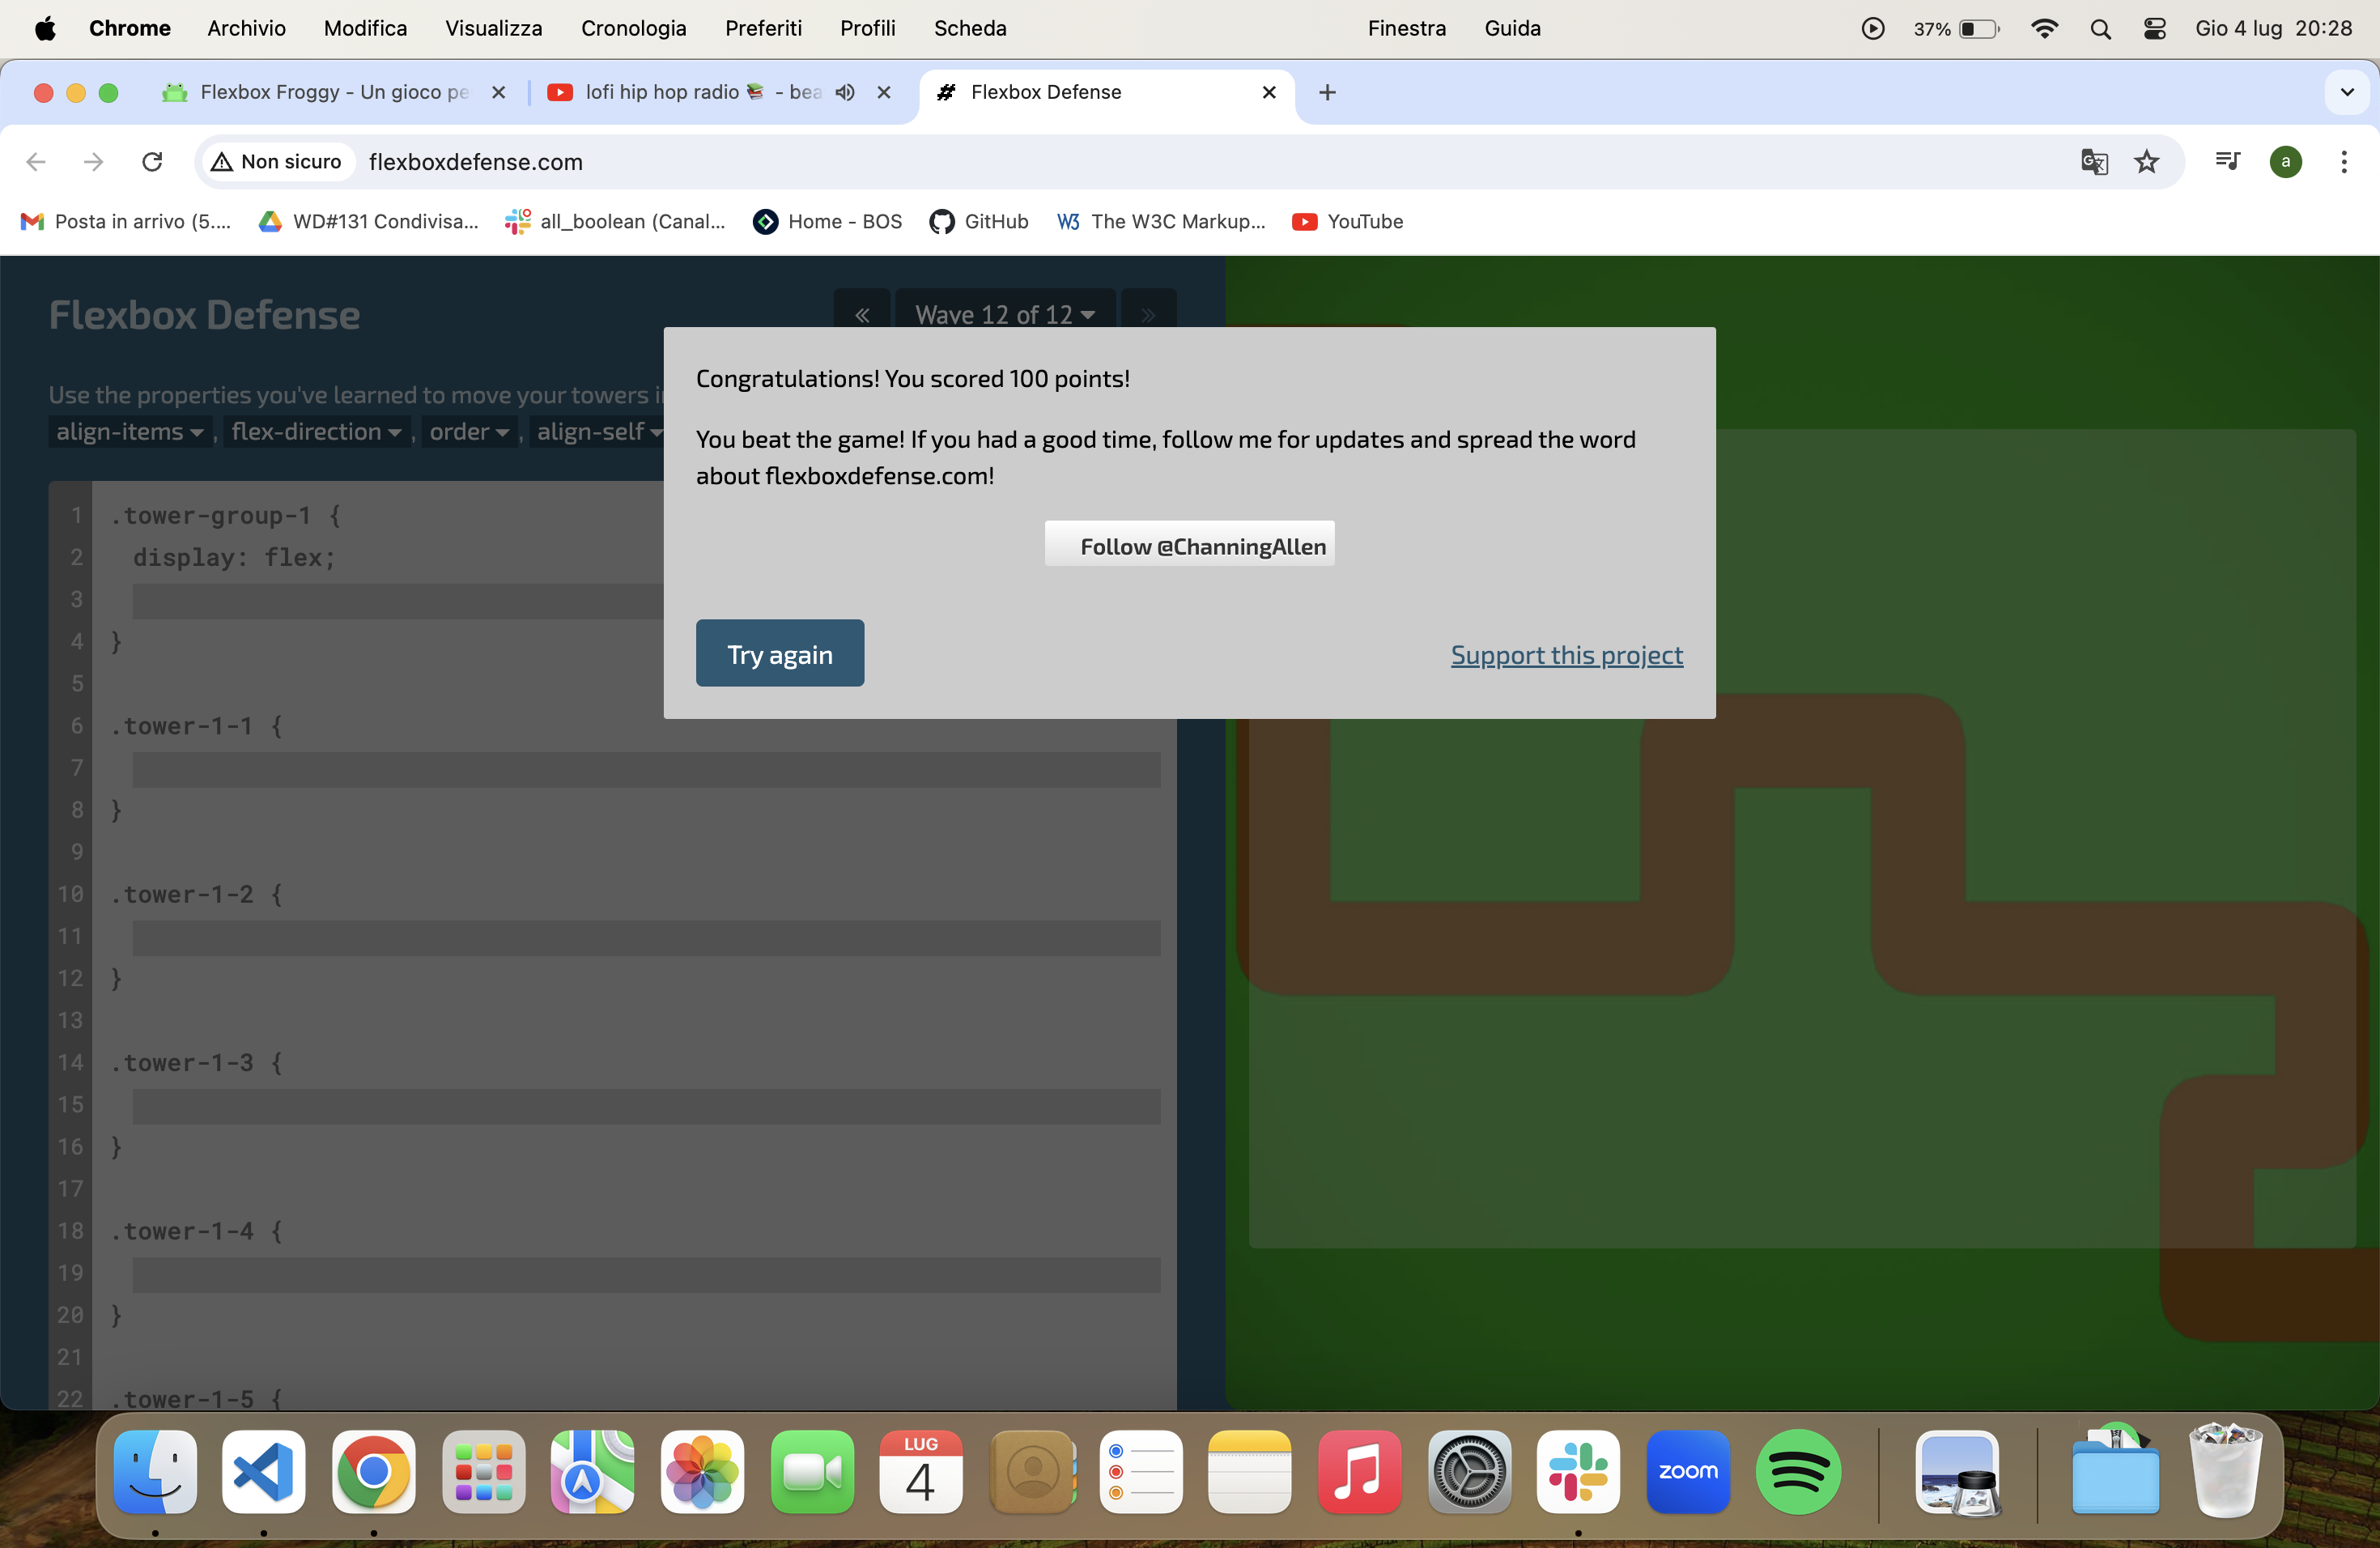 Chrome Archivio Modifica Visualizza Cronologia Preferiti Profili Scheda Finestra Guida 37% Gio 4 lug 20:28
Flexbox Froggy - Un gioco pe lofi hip hop radio 📚 - bea Flexbox Defense
Non sicuro flexboxdefense.com a
Posta in arrivo (5.... WD#131 Condivisa... all_boolean (Canal... Home - BOS GitHub W3 The W3C Markup... YouTube
Flexbox Defense « Wave 12 of 12 »
Use the properties you've learned to move your towers i
align-items , flex-direction , order , align-self
Congratulations! You scored 100 points!
You beat the game! If you had a good time, follow me for updates and spread the word
about flexboxdefense.com!
Follow @ChanningAllen
Try again Support this project
1 .tower-group-1 {
2 display: flex;
3
4 }
5
6 .tower-1-1 {
7
8 }
9
10 .tower-1-2 {
11
12 }
13
14 .tower-1-3 {
15
16 }
17
18 .tower-1-4 {
19
20 }
21
22 .tower-1-5 {
LUG
4
zoom